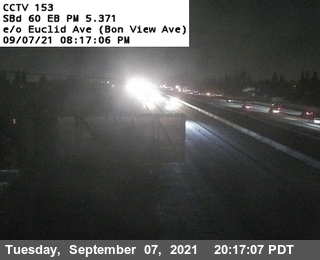 CCTV 153
SBd 60 EB PM 5.371
e/o Euclid Ave (Bon View Ave)
09/07/21 08:17:06 PM
Tuesday, September 07, 2021 20:17:07 PDT